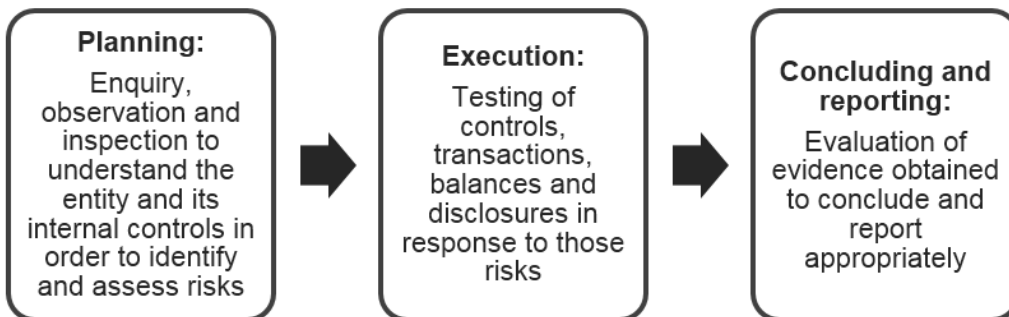 Planning:
Enquiry,
observation and
inspection to
understand the
entity and its
internal controls in
order to identify
and assess risks
Execution:
Testing of
controls,
transactions,
balances and
disclosures in
response to those
risks
Concluding and
reporting:
Evaluation of
evidence obtained
to conclude and
report
appropriately